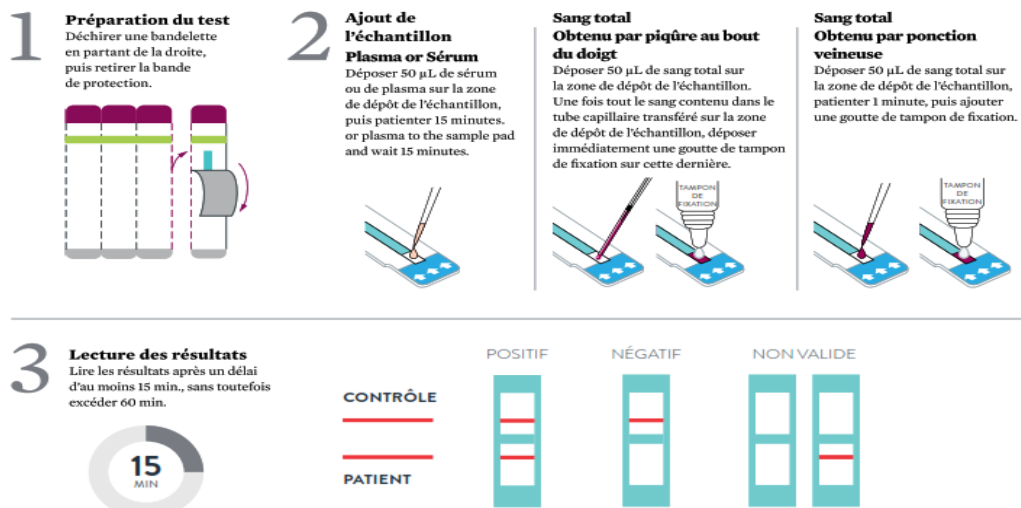 1
Préparation du test
Déchirer une bandelette
en partant de la droite,
puis retirer la bande
de protection.
2
Ajout de
l’échantillon
Plasma or Sérum
Déposer 50 µL de sérum
ou de plasma sur la zone
de dépôt de l’échantillon,
puis patienter 15 minutes.
or plasma to the sample pad
and wait 15 minutes.
Sang total
Obtenu par piqûre au bout
du doigt
Déposer 50 µL de sang total sur
la zone de dépôt de l’échantillon.
Une fois tout le sang contenu dans le
tube capillaire transféré sur la zone
de dépôt de l’échantillon, déposer
immédiatement une goutte de tampon
de fixation sur cette dernière.
TAMPON
DE
FIXATION
Sang total
Obtenu par ponction
veineuse
Déposer 50 µL de sang total sur
la zone de dépôt de l’échantillon,
patienter 1 minute, puis ajouter
une goutte de tampon de fixation.
TAMPON
DE
FIXATION
3
Lecture des résultats
Lire les résultats après un délai
d’au moins 15 min., sans toutefois
excéder 60 min.
15
MIN
POSITIF
NÉGATIF
NON VALIDE
CONTRÔLE
PATIENT